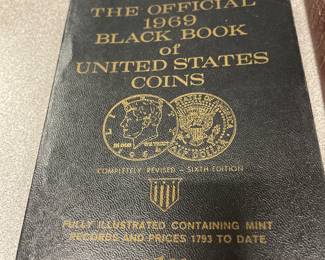 THE OFFICIAL
1969
BLACK BOOK
of
UNITED STATES
COINS
COMPLETELY REVISED - SIXTH EDITION
FULLY ILLUSTRATED CONTAINING MINT
RECORDS AND PRICES 1793 TO DATE